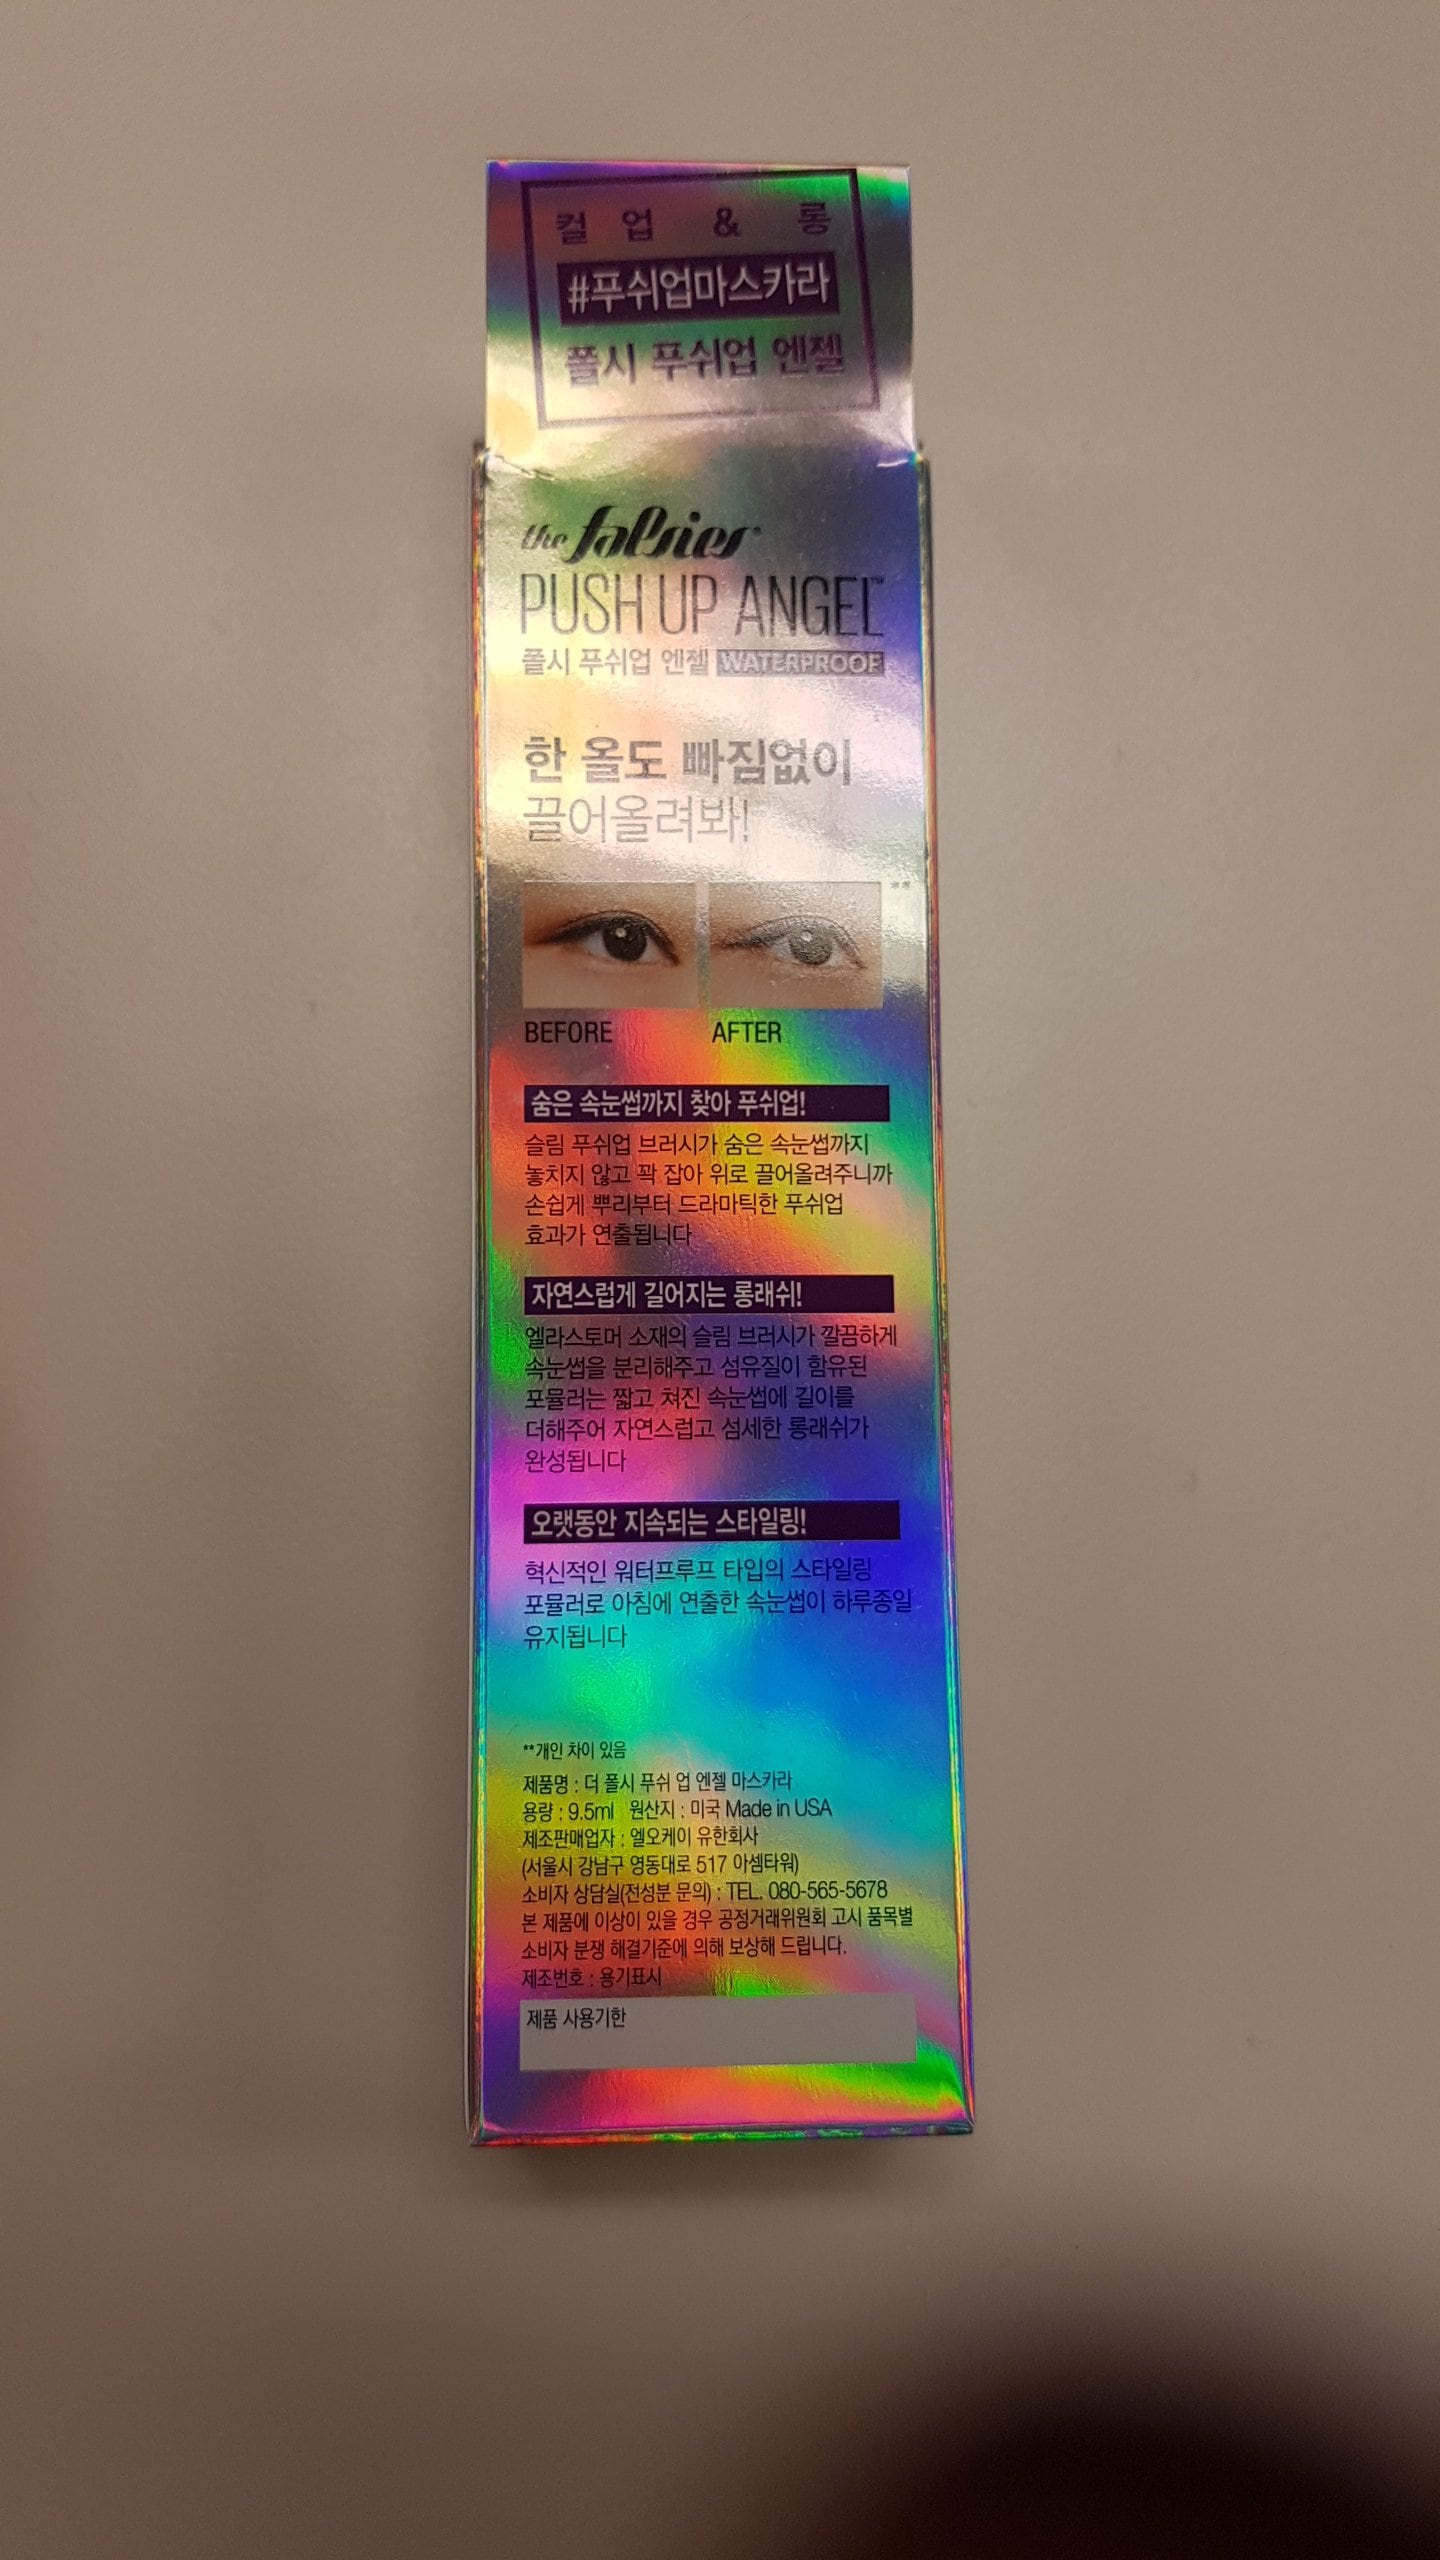 컬 업 & 롱
#푸쉬업마스카라
폴시 푸쉬업 엔젤
the falsies®
PUSH UP ANGEL™
폴시 푸쉬업 엔젤 WATERPROOF
한 올도 빠짐없이
끌어올려봐!
**
BEFORE AFTER
숨은 속눈썹까지 찾아 푸쉬업!
슬림 푸쉬업 브러시가 숨은 속눈썹까지
놓치지 않고 꽉 잡아 위로 끌어올려주니까
손쉽게 뿌리부터 드라마틱한 푸쉬업
효과가 연출됩니다
자연스럽게 길어지는 롱래쉬!
엘라스토머 소재의 슬림 브러시가 깔끔하게
속눈썹을 분리해주고 섬유질이 함유된
포뮬러는 짧고 쳐진 속눈썹에 길이를
더해주어 자연스럽고 섬세한 롱래쉬가
완성됩니다
오랫동안 지속되는 스타일링!
혁신적인 워터프루프 타입의 스타일링
포뮬러로 아침에 연출한 속눈썹이 하루종일
유지됩니다
**개인 차이 있음
제품명 : 더 폴시 푸쉬 업 엔젤 마스카라
용량 : 9.5ml 원산지 : 미국 Made in USA
제조판매업자 : 엘오케이 유한회사
(서울시 강남구 영동대로 517 아셈타워)
소비자 상담실(전성분 문의) : TEL. 080-565-5678
본 제품에 이상이 있을 경우 공정거래위원회 고시 품목별
소비자 분쟁 해결기준에 의해 보상해 드립니다.
제조번호 : 용기표시
제품 사용기한